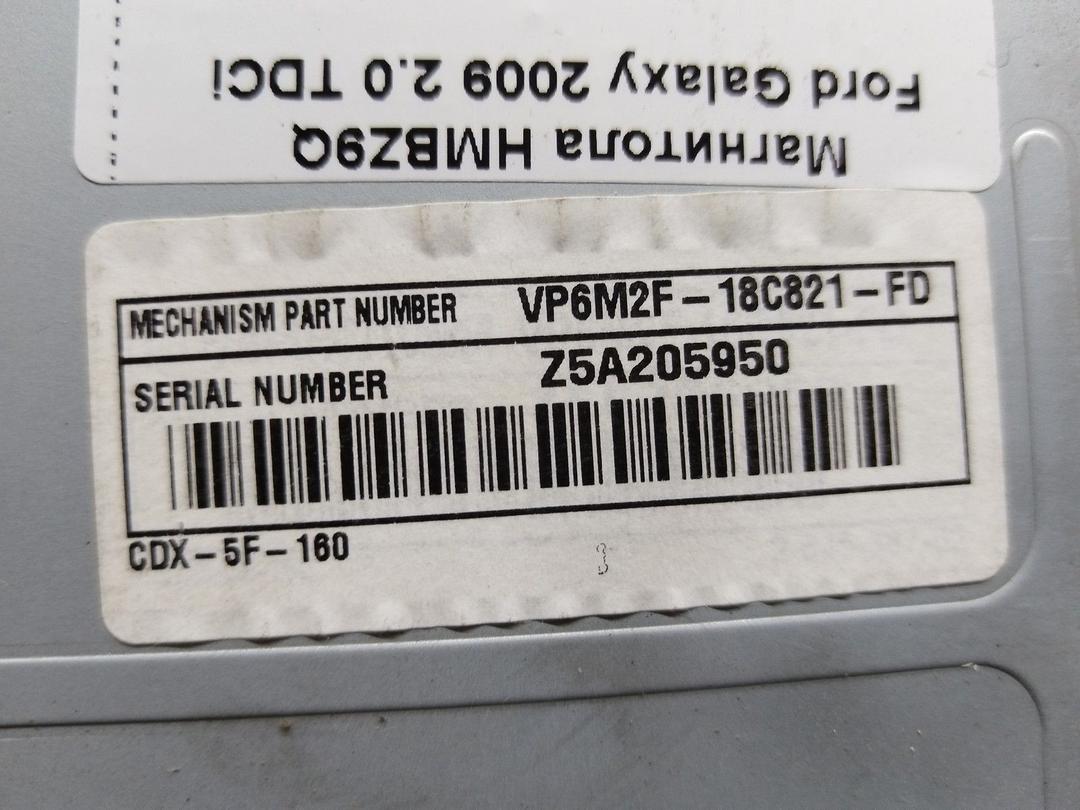 Магнитола HMBZ9Q
Ford Galaxy 2009 2.0 TDCi
MECHANISM PART NUMBER VP6M2F-18C821-FD
SERIAL NUMBER Z5A205950
CDX-5F-160
3